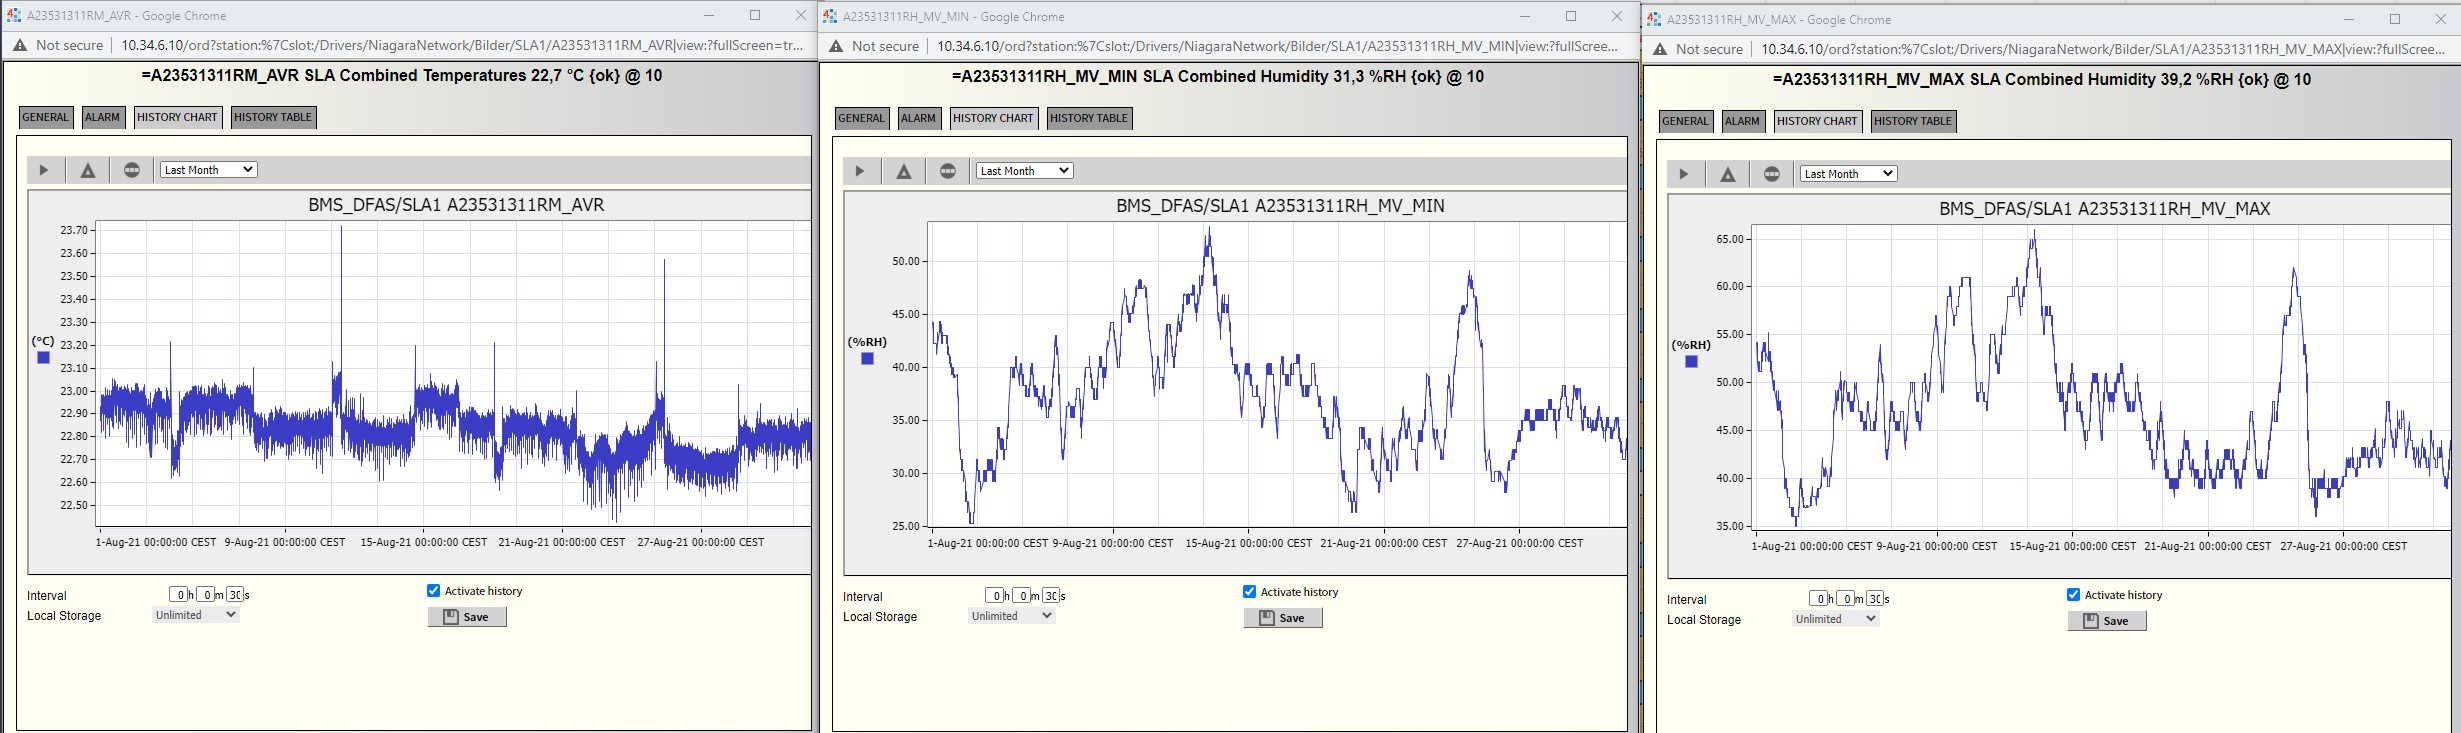 A23531311RM_AVR - Google Chrome
Not secure | 10.34.6.10/ord?station:%7Cslot:/Drivers/NiagaraNetwork/Bilder/SLA1/A23531311RM_AVR|view:?fullScreen=tr...
=A23531311RM_AVR SLA Combined Temperatures 22,7 °C {ok} @ 10
GENERAL ALARM HISTORY CHART HISTORY TABLE
Last Month
BMS_DFAS/SLA1 A23531311RM_AVR
23.70
23.60
23.50
23.40
23.30
(°C)
23.20
23.10
23.00
22.90
22.80
22.70
22.60
22.50
1-Aug-21 00:00:00 CEST 9-Aug-21 00:00:00 CEST 15-Aug-21 00:00:00 CEST 21-Aug-21 00:00:00 CEST 27-Aug-21 00:00:00 CEST
Interval 0 h 0 m 30 s Activate history
Local Storage Unlimited Save
A23531311RH_MV_MIN - Google Chrome
Not secure | 10.34.6.10/ord?station:%7Cslot:/Drivers/NiagaraNetwork/Bilder/SLA1/A23531311RH_MV_MIN|view:?fullScree...
=A23531311RH_MV_MIN SLA Combined Humidity 31,3 %RH {ok} @ 10
GENERAL ALARM HISTORY CHART HISTORY TABLE
Last Month
BMS_DFAS/SLA1 A23531311RH_MV_MIN
50.00
45.00
(%RH)
40.00
35.00
30.00
25.00
1-Aug-21 00:00:00 CEST 9-Aug-21 00:00:00 CEST 15-Aug-21 00:00:00 CEST 21-Aug-21 00:00:00 CEST 27-Aug-21 00:00:00 CEST
Interval 0 h 0 m 30 s Activate history
Local Storage Unlimited Save
A23531311RH_MV_MAX - Google Chrome
Not secure | 10.34.6.10/ord?station:%7Cslot:/Drivers/NiagaraNetwork/Bilder/SLA1/A23531311RH_MV_MAX|view:?fullScree...
=A23531311RH_MV_MAX SLA Combined Humidity 39,2 %RH {ok} @ 10
GENERAL ALARM HISTORY CHART HISTORY TABLE
Last Month
BMS_DFAS/SLA1 A23531311RH_MV_MAX
65.00
60.00
55.00
(%RH)
50.00
45.00
40.00
35.00
1-Aug-21 00:00:00 CEST 9-Aug-21 00:00:00 CEST 15-Aug-21 00:00:00 CEST 21-Aug-21 00:00:00 CEST 27-Aug-21 00:00:00 CEST
Interval 0 h 0 m 30 s Activate history
Local Storage Unlimited Save